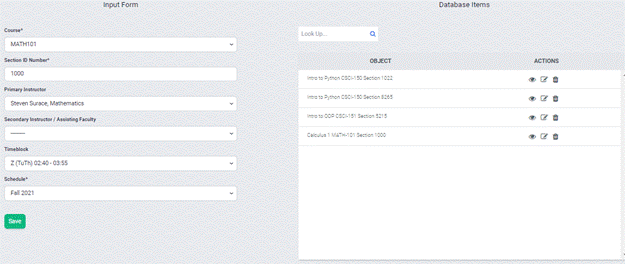 Input Form
Course*
MATH101
Section ID Number*
1000
Primary Instructor
Steven Surace, Mathematics
Secondary Instructor / Assisting Faculty
--------
Timeblock
Z (TuTh) 02:40 - 03:55
Schedule*
Fall 2021
Save
Database Items
Look Up...
OBJECT ACTIONS
Intro to Python CSCI-150 Section 1022
Intro to Python CSCI-150 Section 8265
Intro to OOP CSCI-151 Section 5215
Calculus 1 MATH-101 Section 1000